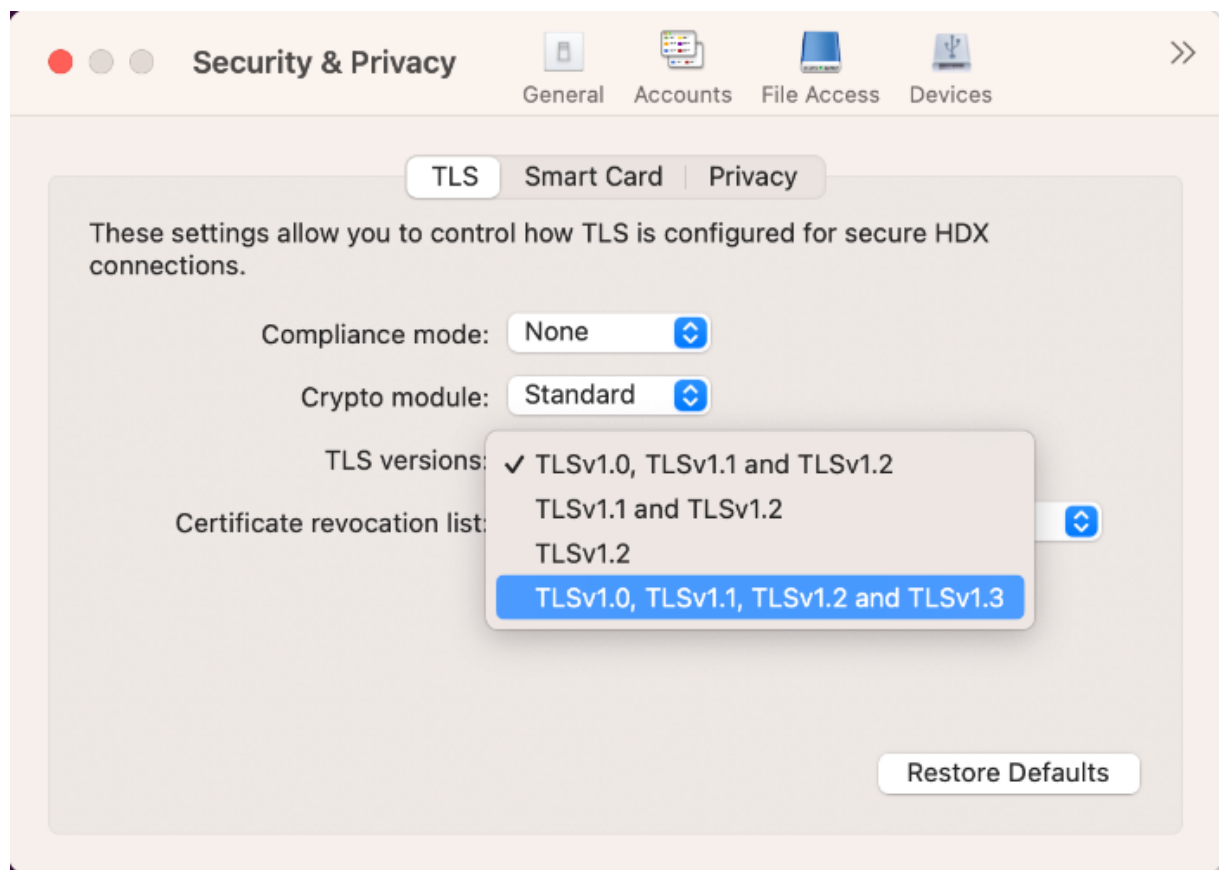 Security & Privacy
General
Accounts
File Access
Devices
TLS
Smart Card
Privacy
These settings allow you to control how TLS is configured for secure HDX
connections.
Compliance mode:
None
Crypto module:
Standard
TLS versions:
✓ TLSv1.0, TLSv1.1 and TLSv1.2
TLSv1.1 and TLSv1.2
TLSv1.2
TLSv1.0, TLSv1.1, TLSv1.2 and TLSv1.3
Certificate revocation list:
Restore Defaults